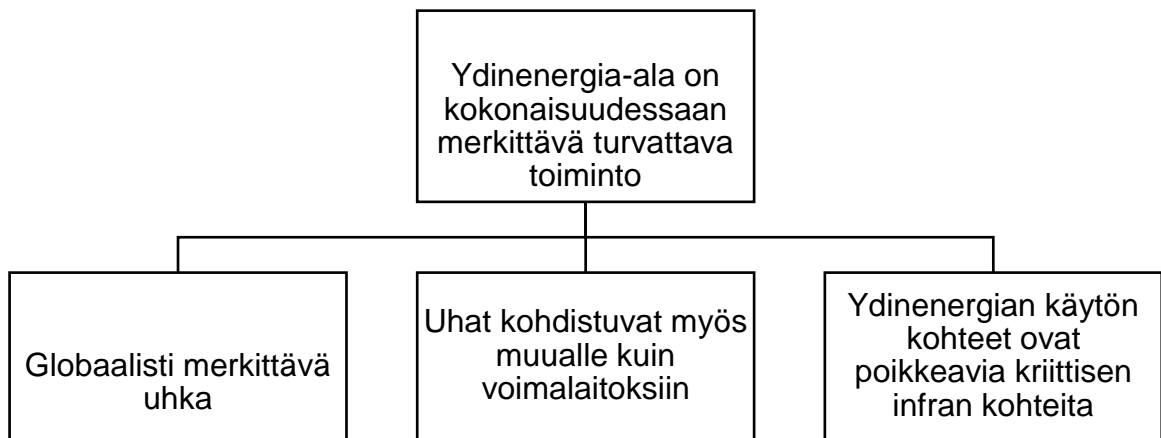 Ydinenergia-ala on
kokonaisuudessaan
merkittävä turvattava
toiminto
Globaalisti merkittävä
uhka
Uhat kohdistuvat myös
muualle kuin
voimalaitoksiin
Ydinenergian käytön
kohteet ovat
poikkeavia kriittisen
infran kohteita